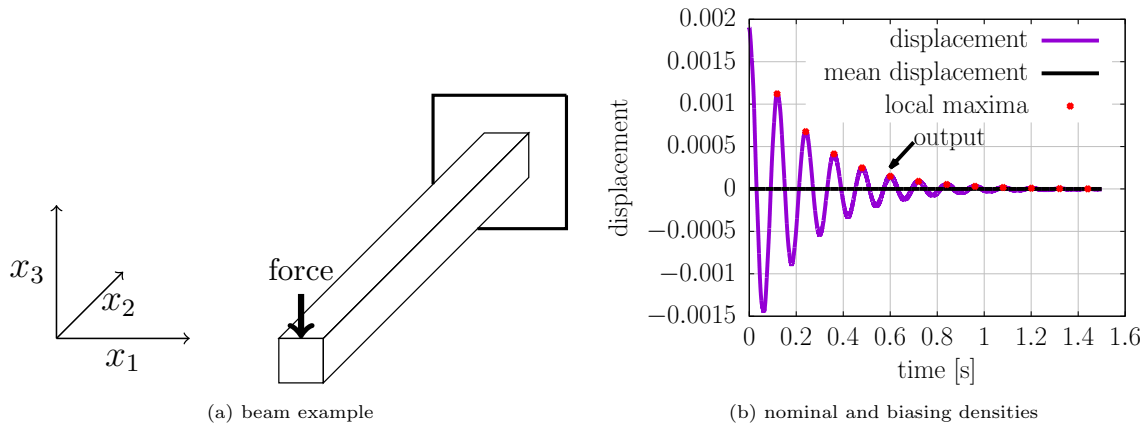 force
x3
x2
x1
(a) beam example
displacement
0.002
0.0015
0.001
0.0005
0
−0.0005
−0.001
−0.0015
displacement
mean displacement
local maxima
output
0 0.2 0.4 0.6 0.8 1 1.2 1.4 1.6
time [s]
(b) nominal and biasing densities